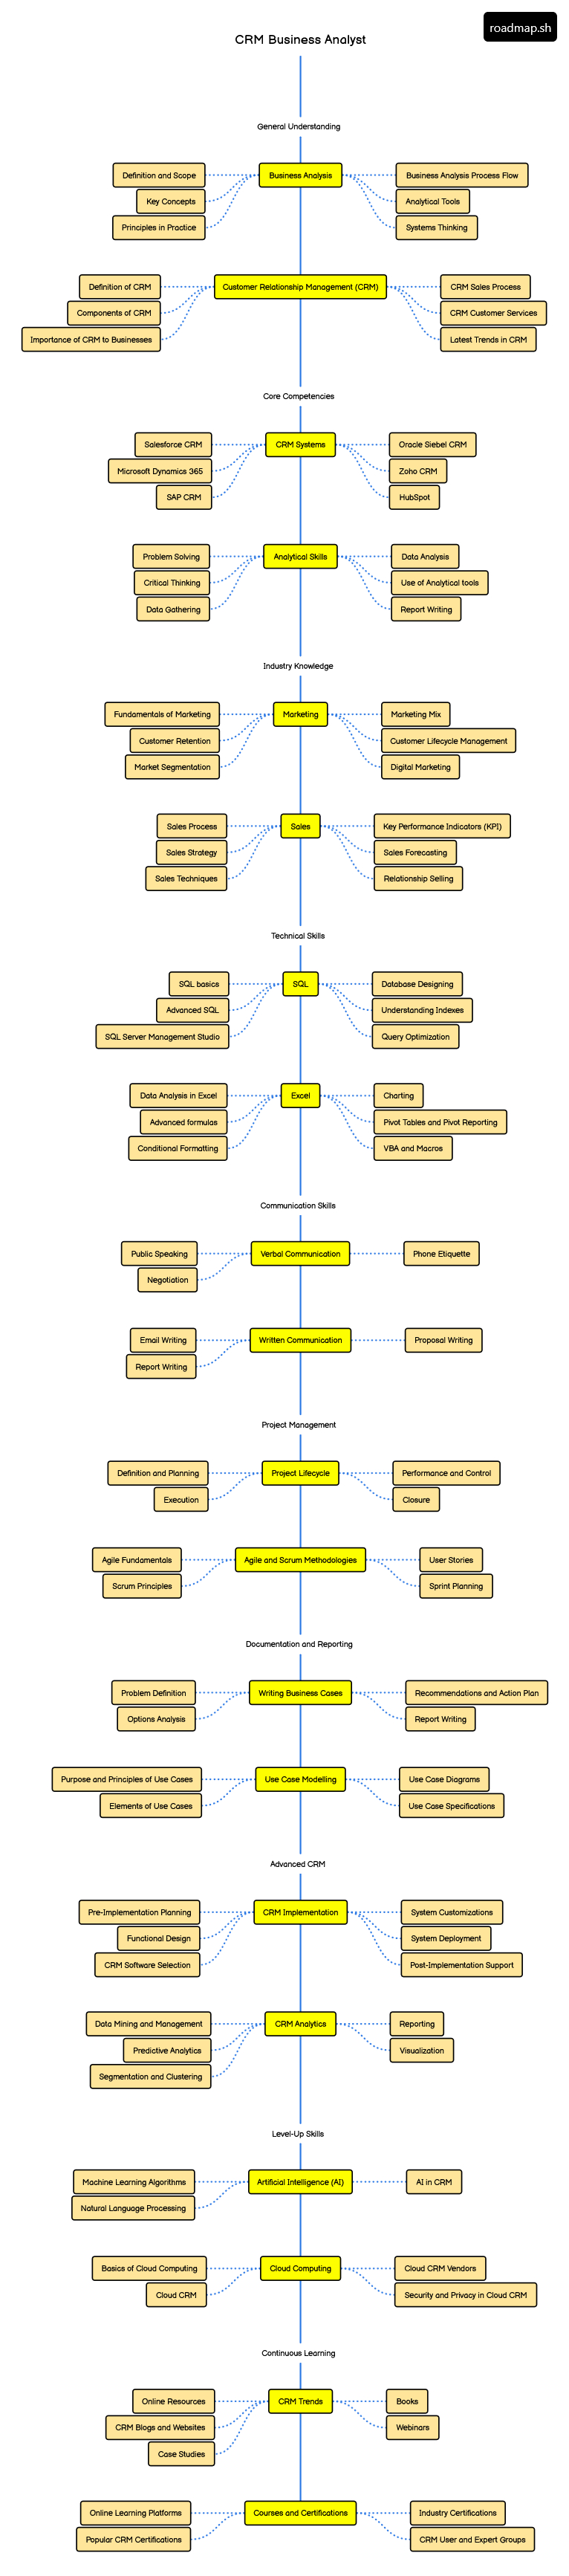 roadmap.sh
CRM Business Analyst
General Understanding
Definition and Scope
Business Analysis
Business Analysis Process Flow
Key Concepts
Analytical Tools
Principles in Practice
Systems Thinking
Definition of CRM
Customer Relationship Management (CRM)
CRM Sales Process
Components of CRM
CRM Customer Services
Importance of CRM to Businesses
Latest Trends in CRM
Core Competencies
Salesforce CRM
CRM Systems
Oracle Siebel CRM
Microsoft Dynamics 365
Zoho CRM
SAP CRM
HubSpot
Problem Solving
Analytical Skills
Data Analysis
Critical Thinking
Use of Analytical tools
Data Gathering
Report Writing
Industry Knowledge
Fundamentals of Marketing
Marketing
Marketing Mix
Customer Retention
Customer Lifecycle Management
Market Segmentation
Digital Marketing
Sales Process
Sales
Key Performance Indicators (KPI)
Sales Strategy
Sales Forecasting
Sales Techniques
Relationship Selling
Technical Skills
SQL basics
SQL
Database Designing
Advanced SQL
Understanding Indexes
SQL Server Management Studio
Query Optimization
Data Analysis in Excel
Excel
Charting
Advanced formulas
Pivot Tables and Pivot Reporting
Conditional Formatting
VBA and Macros
Communication Skills
Public Speaking
Verbal Communication
Phone Etiquette
Negotiation
Email Writing
Written Communication
Proposal Writing
Report Writing
Project Management
Definition and Planning
Project Lifecycle
Performance and Control
Execution
Closure
Agile Fundamentals
Agile and Scrum Methodologies
User Stories
Scrum Principles
Sprint Planning
Documentation and Reporting
Problem Definition
Writing Business Cases
Recommendations and Action Plan
Options Analysis
Report Writing
Purpose and Principles of Use Cases
Use Case Modelling
Use Case Diagrams
Elements of Use Cases
Use Case Specifications
Advanced CRM
Pre-Implementation Planning
CRM Implementation
System Customizations
Functional Design
System Deployment
CRM Software Selection
Post-Implementation Support
Data Mining and Management
CRM Analytics
Reporting
Predictive Analytics
Visualization
Segmentation and Clustering
Level-Up Skills
Machine Learning Algorithms
Artificial Intelligence (AI)
AI in CRM
Natural Language Processing
Basics of Cloud Computing
Cloud Computing
Cloud CRM Vendors
Cloud CRM
Security and Privacy in Cloud CRM
Continuous Learning
Online Resources
CRM Trends
Books
CRM Blogs and Websites
Webinars
Case Studies
Online Learning Platforms
Courses and Certifications
Industry Certifications
Popular CRM Certifications
CRM User and Expert Groups